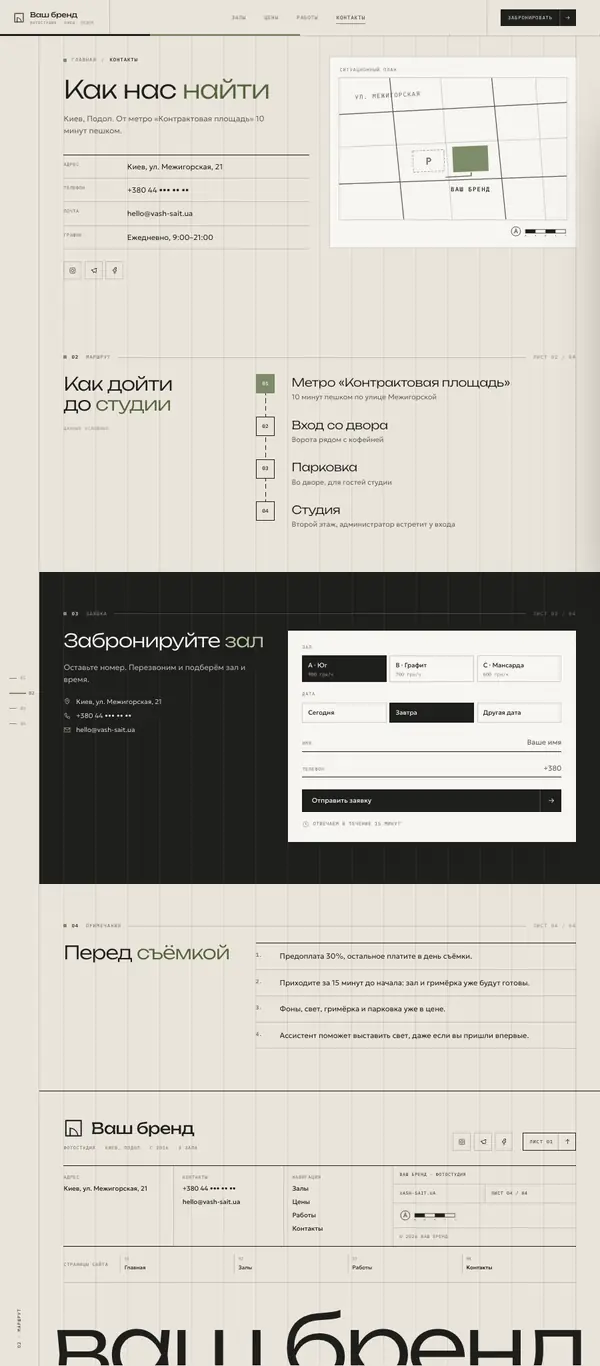 Ваш бренд
ЗАЛЫ
ЦЕНЫ
РАБОТЫ
КОНТАКТЫ
ЗАБРОНИРОВАТЬ →
ГЛАВНАЯ / КОНТАКТЫ
Как нас найти
Киев, Подол. От метро «Контрактовая площадь» 10
минут пешком.
АДРЕС
Киев, ул. Межигорская, 21
ТЕЛЕФОН
+380 44 ••• •• ••
ПОЧТА
hello@vash-sait.ua
ГРАФИК
Ежедневно, 9:00–21:00
СИТУАЦИОННЫЙ ПЛАН
УЛ. МЕЖИГОРСКАЯ
P
ВАШ БРЕНД
A
02 МАРШРУТ
ЛИСТ 02 / 04
Как дойти
до студии
01
Метро «Контрактовая площадь»
10 минут пешком по улице Межигорской
02
Вход со двора
Ворота рядом с кофейней
03
Парковка
Во дворе, для гостей студии
04
Студия
Второй этаж, администратор встретит у входа
03 ЗАЯВКА
ЛИСТ 03 / 04
Забронируйте зал
Оставьте номер. Перезвоним и подберём зал и
время.
Киев, ул. Межигорская, 21
+380 44 ••• •• ••
hello@vash-sait.ua
ЗАЛ
A · Юг
900 грн/ч
B · Графит
700 грн/ч
C · Мансарда
600 грн/ч
ДАТА
Сегодня
Завтра
Другая дата
ИМЯ
Ваше имя
ТЕЛЕФОН
+380
Отправить заявку →
ОТВЕЧАЕМ В ТЕЧЕНИЕ 15 МИНУТ
04 ПРИМЕЧАНИЯ
ЛИСТ 04 / 04
Перед съёмкой
1. Предоплата 30%, остальное платите в день съёмки.
2. Приходите за 15 минут до начала: зал и гримёрка уже будут готовы.
3. Фоны, свет, гримёрка и парковка уже в цене.
4. Ассистент поможет выставить свет, даже если вы пришли впервые.
Ваш бренд
ЛИСТ 01 ↑
АДРЕС
Киев, ул. Межигорская, 21
КОНТАКТЫ
+380 44 ••• •• ••
hello@vash-sait.ua
НАВИГАЦИЯ
Залы
Цены
Работы
Контакты
ВАШ БРЕНД · ФОТОСТУДИЯ
VASH-SAIT.UA
ЛИСТ 04 / 04
A
© 2026 ВАШ БРЕНД
СТРАНИЦЫ САЙТА
Главная
Залы
Работы
Контакты
02 · МАРШРУТ
ваш бренд